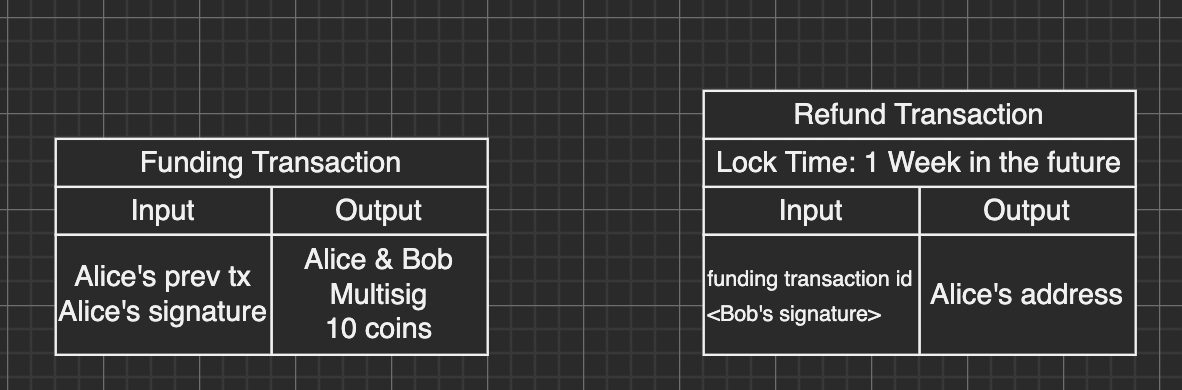 Funding Transaction
Input
Output
Alice's prev tx
Alice's signature
Alice & Bob
Multisig
10 coins
Refund Transaction
Lock Time: 1 Week in the future
Input
Output
funding transaction id
<Bob's signature>
Alice's address